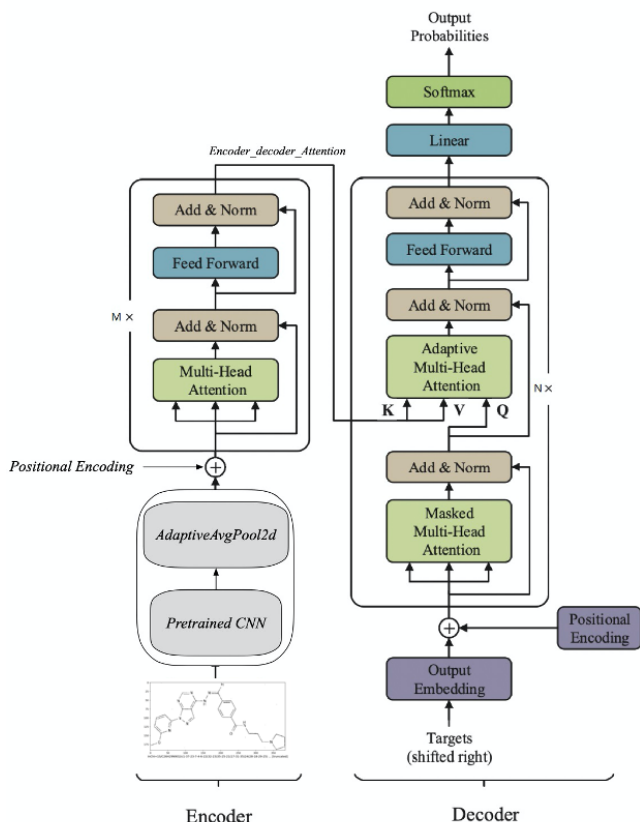 Output
Probabilities
Softmax
Linear
Encoder_decoder_Attention
Add & Norm
Feed Forward
Add & Norm
Multi-Head
Attention
M ×
Positional Encoding
AdaptiveAvgPool2d
Pretrained CNN
Encoder
Add & Norm
Feed Forward
Add & Norm
Adaptive
Multi-Head
Attention
N×
K V Q
Add & Norm
Masked
Multi-Head
Attention
Positional
Encoding
Output
Embedding
Targets
(shifted right)
Decoder